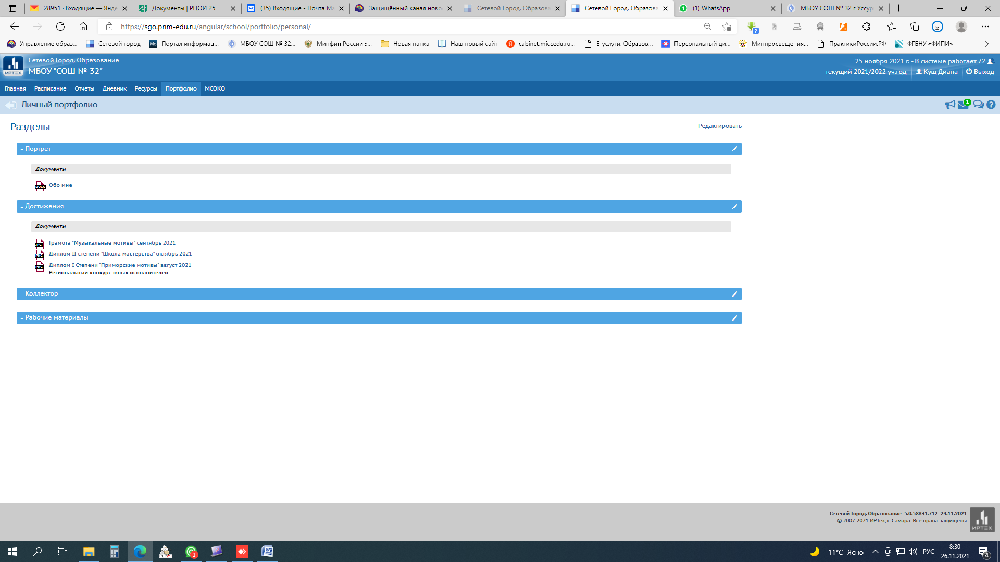 28951 · Входящие — Янде
Документы | РЦОИ 25
(35) Входящие - Почта Ma
Защищённый канал ново
Сетевой Город. Образова
Сетевой Город. Образова
(1) WhatsApp
МБОУ СОШ № 32 г Уссур
https://sgo.prim-edu.ru/angular/school/portfolio/personal/
Управление образ...
Сетевой город
Портал информац...
МБОУ СОШ № 32...
Минфин России ::...
Новая папка
Наш новый сайт
cabinet.miccedu.ru...
Е-услуги. Образов...
Персональный ци...
Минпросвещения...
ПрактикиРоссии.РФ
ФГБНУ «ФИПИ»
ИРТЕХ
Сетевой Город. Образование
МБОУ "СОШ № 32"
25 ноября 2021 г. - В системе работает 72
текущий 2021/2022 уч.год
Кущ Диана
Выход
Главная Расписание Отчеты Дневник Ресурсы Портфолио МСОКО
Личный портфолио
1
Разделы
Редактировать
– Портрет
Документы
DOCX Обо мне
– Достижения
Документы
JPG Грамота "Музыкальные мотивы" сентябрь 2021
PNG Диплом II степени "Школа мастерства" октябрь 2021
PNG Диплом I Степени "Приморские мотивы" август 2021
Региональный конкурс юных исполнителей
– Коллектор
– Рабочие материалы
Сетевой Город. Образование 5.0.58831.712 24.11.2021
© 2007-2021 ИРТех, г. Самара. Все права защищены
ИРТЕХ
-11°C Ясно
РУС
8:30
26.11.2021
4